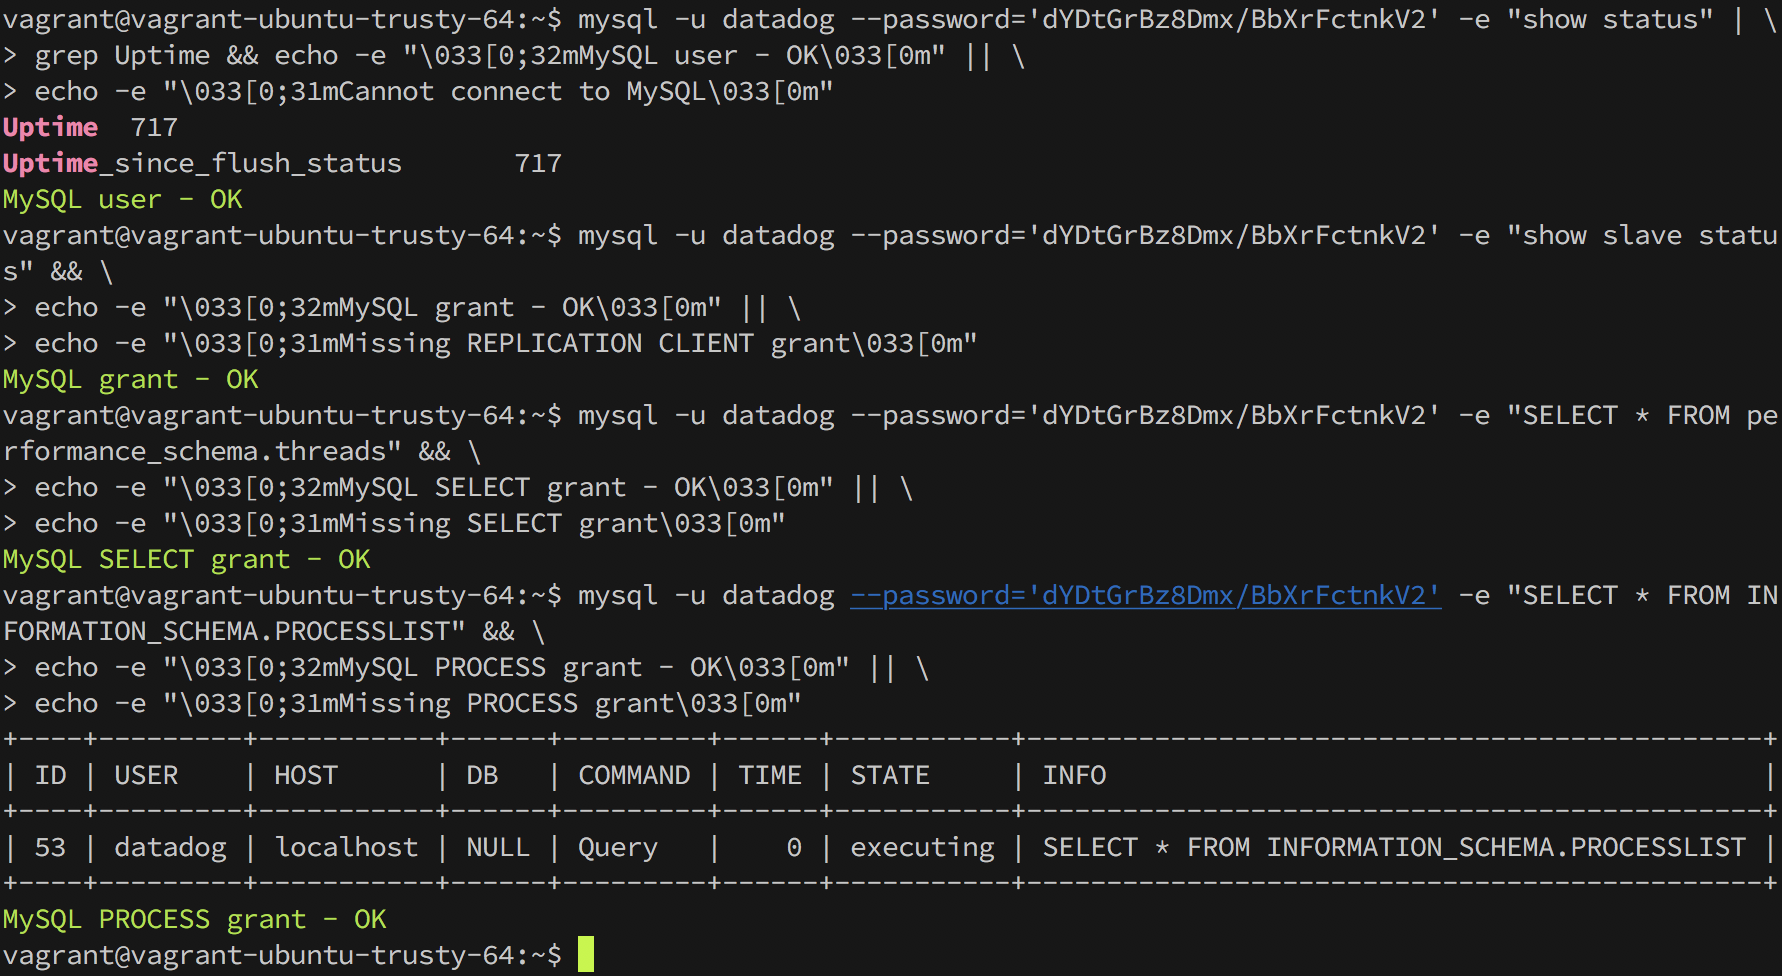 vagrant@vagrant-ubuntu-trusty-64:~$ mysql -u datadog --password='dYDtGrBz8Dmx/BbXrFctnkV2' -e "show status" | \
> grep Uptime && echo -e "\033[0;32mMySQL user - OK\033[0m" || \
> echo -e "\033[0;31mCannot connect to MySQL\033[0m"
Uptime  717
Uptime_since_flush_status       717
MySQL user - OK
vagrant@vagrant-ubuntu-trusty-64:~$ mysql -u datadog --password='dYDtGrBz8Dmx/BbXrFctnkV2' -e "show slave statu
s" && \
> echo -e "\033[0;32mMySQL grant - OK\033[0m" || \
> echo -e "\033[0;31mMissing REPLICATION CLIENT grant\033[0m"
MySQL grant - OK
vagrant@vagrant-ubuntu-trusty-64:~$ mysql -u datadog --password='dYDtGrBz8Dmx/BbXrFctnkV2' -e "SELECT * FROM pe
rformance_schema.threads" && \
> echo -e "\033[0;32mMySQL SELECT grant - OK\033[0m" || \
> echo -e "\033[0;31mMissing SELECT grant\033[0m"
MySQL SELECT grant - OK
vagrant@vagrant-ubuntu-trusty-64:~$ mysql -u datadog --password='dYDtGrBz8Dmx/BbXrFctnkV2' -e "SELECT * FROM IN
FORMATION_SCHEMA.PROCESSLIST" && \
> echo -e "\033[0;32mMySQL PROCESS grant - OK\033[0m" || \
> echo -e "\033[0;31mMissing PROCESS grant\033[0m"
+----+---------+-----------+------+---------+------+-----------+----------------------------------------------+
| ID | USER    | HOST      | DB   | COMMAND | TIME | STATE     | INFO                                         |
+----+---------+-----------+------+---------+------+-----------+----------------------------------------------+
| 53 | datadog | localhost | NULL | Query   |    0 | executing | SELECT * FROM INFORMATION_SCHEMA.PROCESSLIST |
+----+---------+-----------+------+---------+------+-----------+----------------------------------------------+
MySQL PROCESS grant - OK
vagrant@vagrant-ubuntu-trusty-64:~$